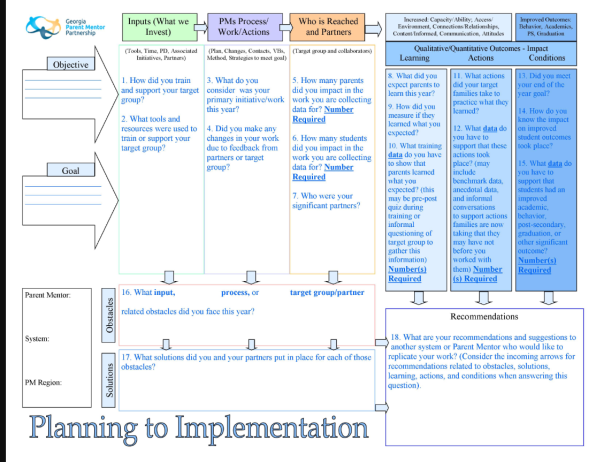 Georgia
Parent Mentor
Partnership
Inputs (What we
Invest)
PMs Process/
Work/Actions
Who is Reached
and Partners
Increased: Capacity/Ability; Access/
Environment, Connections/Relationships,
Content/Informed, Communication, Attitudes
Improved Outcomes:
Behavior, Academics,
PS, Graduation
Qualitative/Quantitative Outcomes - Impact
Learning
Actions
Conditions
(Tools, Time, PD, Associated
Initiatives, Partners)
(Plan, Changes, Contacts, VIIs,
Method, Strategies to meet goal)
(Target group and collaborators)
Objective
Goal
1. How did you train
and support your target
group?
2. What tools and
resources were used to
train or support your
target group?
3. What do you
consider was your
primary initiative/work
this year?
4. Did you make any
changes in your work
due to feedback from
partners or target
group?
5. How many parents
did you impact in the
work you are collecting
data for? Number
Required
6. How many students
did you impact in the
work you are collecting
data for? Number
Required
7. Who were your
significant partners?
8. What did you
expect parents to
learn this year?
9. How did you
measure if they
learned what you
expected?
10. What training
data do you have
to show that
parents learned
what you
expected? (this
may be pre-post
quiz during
training or
informal
questioning of
target group to
gather this
information)
Number(s)
Required
11. What actions
did your target
families take to
practice what they
learned?
12. What data do
you have to
support that these
actions took
place? (may
include
benchmark data,
anecdotal data,
and informal
conversations
to support actions
families are now
taking that they
may have not
before you
worked with
them) Number
(s) Required
13. Did you meet
your end of the
year goal?
14. How do you
know the impact
on improved
student outcomes
took place?
15. What data do
you have to
support that
students had an
improved
academic,
behavior,
post-secondary,
graduation, or
other significant
outcome?
Number(s)
Required
Parent Mentor:
System:
PM Region:
Obstacles
16. What input, process, or target group/partner
related obstacles did you face this year?
Solutions
17. What solutions did you and your partners put in place for each of those
obstacles?
Recommendations
18. What are your recommendations and suggestions to
another system or Parent Mentor who would like to
replicate your work? (Consider the incoming arrows for
recommendations related to obstacles, solutions,
learning, actions, and conditions when answering this
question).
Planning to Implementation